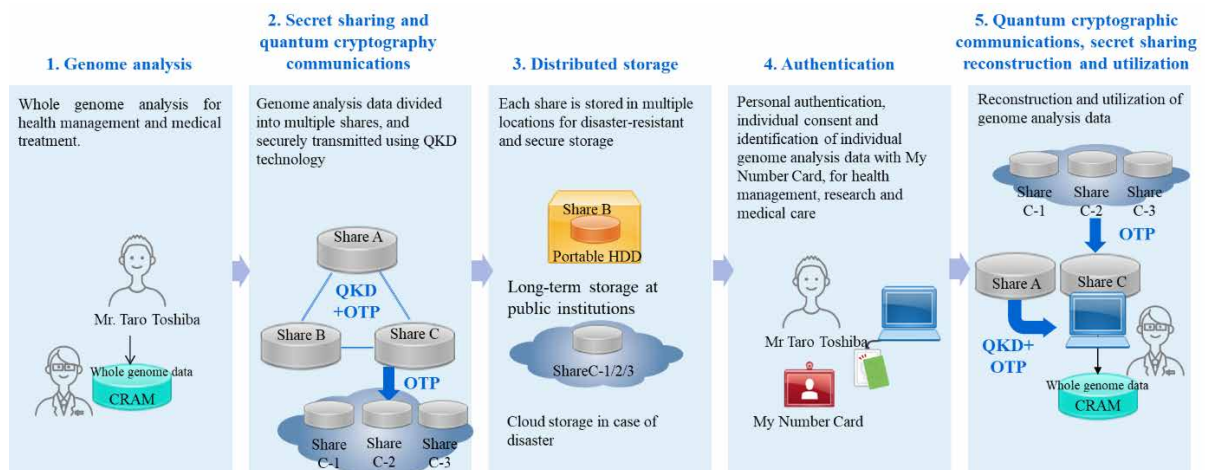 1. Genome analysis
Whole genome analysis for
health management and medical
treatment.
Mr. Taro Toshiba
Whole genome data
CRAM
2. Secret sharing and
quantum cryptography
communications
Genome analysis data divided
into multiple shares, and
securely transmitted using QKD
technology
Share A
QKD
+OTP
Share B
Share C
OTP
Share
C-1
Share
C-2
Share
C-3
3. Distributed storage
Each share is stored in multiple
locations for disaster-resistant
and secure storage
Share B
Portable HDD
Long-term storage at
public institutions
ShareC-1/2/3
Cloud storage in case of
disaster
4. Authentication
Personal authentication,
individual consent and
identification of individual
genome analysis data with My
Number Card, for health
management, research and
medical care
Mr Taro Toshiba
My Number Card
5. Quantum cryptographic
communications, secret sharing
reconstruction and utilization
Reconstruction and utilization of
genome analysis data
Share
C-1
Share
C-2
Share
C-3
OTP
Share A
Share C
QKD+
OTP
Whole genome data
CRAM